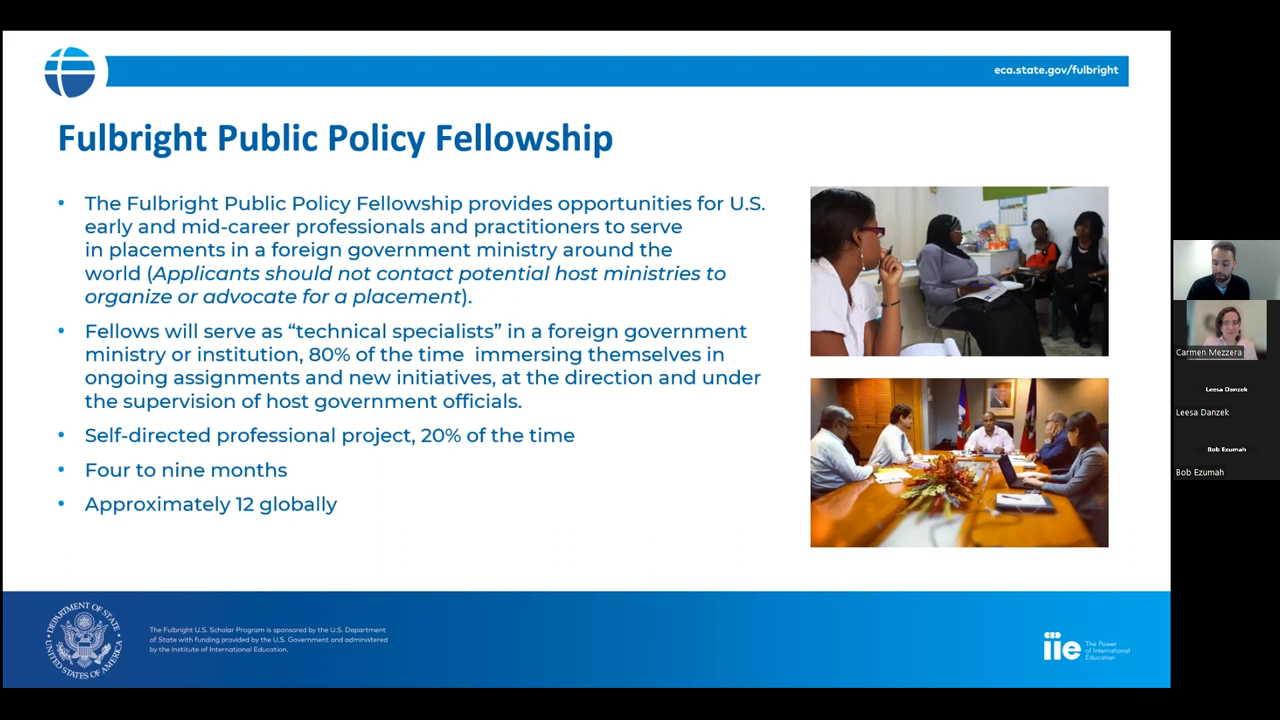 eca.state.gov/fulbright
Fulbright Public Policy Fellowship
• The Fulbright Public Policy Fellowship provides opportunities for U.S.
early and mid-career professionals and practitioners to serve
in placements in a foreign government ministry around the
world (Applicants should not contact potential host ministries to
organize or advocate for a placement).
• Fellows will serve as “technical specialists” in a foreign government
ministry or institution, 80% of the time immersing themselves in
ongoing assignments and new initiatives, at the direction and under
the supervision of host government officials.
• Self-directed professional project, 20% of the time
• Four to nine months
• Approximately 12 globally
Carmen Mezzera
Leesa Danzek
Leesa Danzek
Bob Ezumah
Bob Ezumah
DEPARTMENT OF STATE
UNITED STATES OF AMERICA
The Fulbright U.S. Scholar Program is sponsored by the U.S. Department
of State with funding provided by the U.S. Government and administered
by the Institute of International Education.
iie
The Power
of International
Education